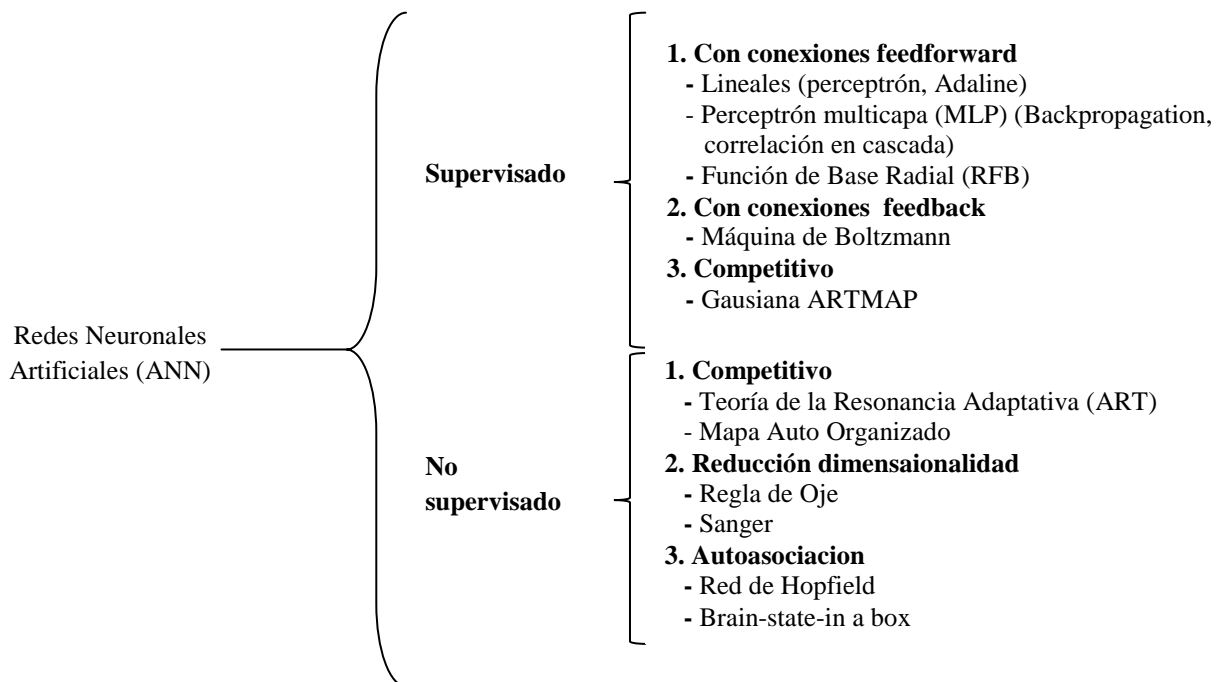 Redes Neuronales
Artificiales (ANN)
Supervisado
1. Con conexiones feedforward
- Lineales (perceptrón, Adaline)
- Perceptrón multicapa (MLP) (Backpropagation,
correlación en cascada)
- Función de Base Radial (RFB)
2. Con conexiones feedback
- Máquina de Boltzmann
3. Competitivo
- Gausiana ARTMAP
No
supervisado
1. Competitivo
- Teoría de la Resonancia Adaptativa (ART)
- Mapa Auto Organizado
2. Reducción dimensaionalidad
- Regla de Oje
- Sanger
3. Autoasociacion
- Red de Hopfield
- Brain-state-in a box